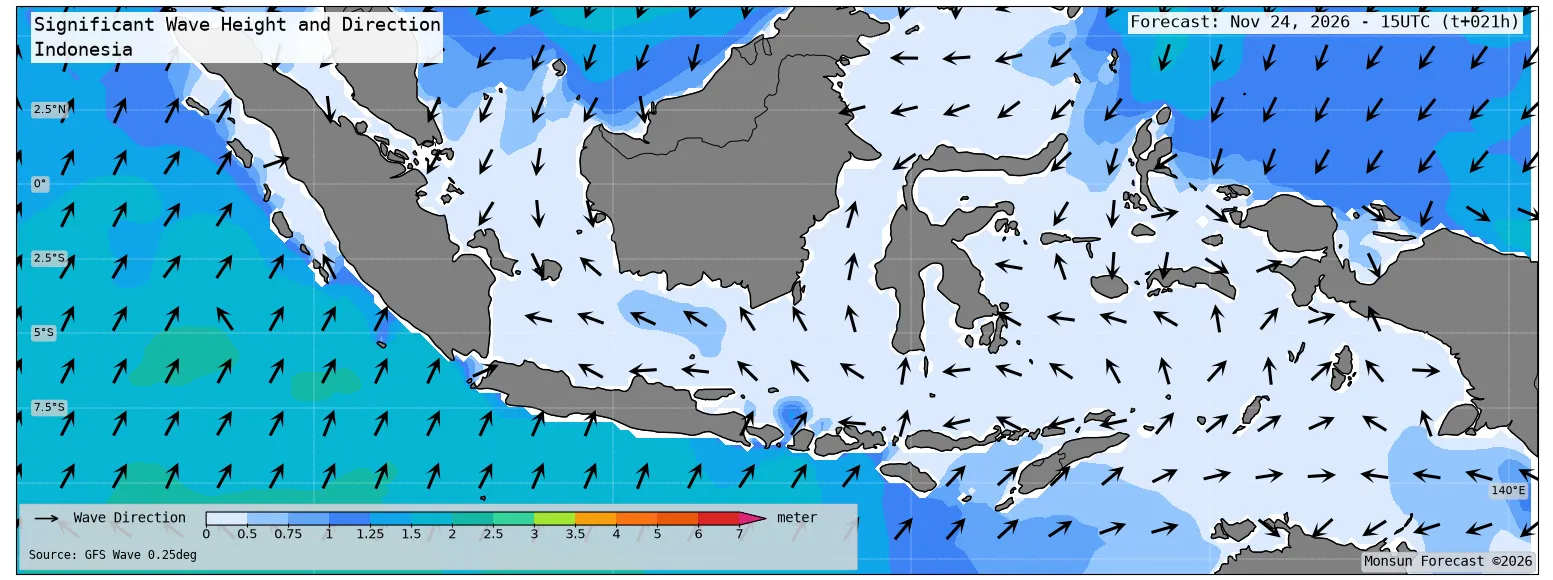 Significant Wave Height and Direction
Indonesia
Forecast: Nov 24, 2026 - 15UTC (t+021h)
2.5°N
0°
2.5°S
5°S
7.5°S
140°E
Wave Direction
meter
0 0.5 0.75 1 1.25 1.5 2 2.5 3 3.5 4 5 6 7
Source: GFS Wave 0.25deg
Monsun Forecast ©2026